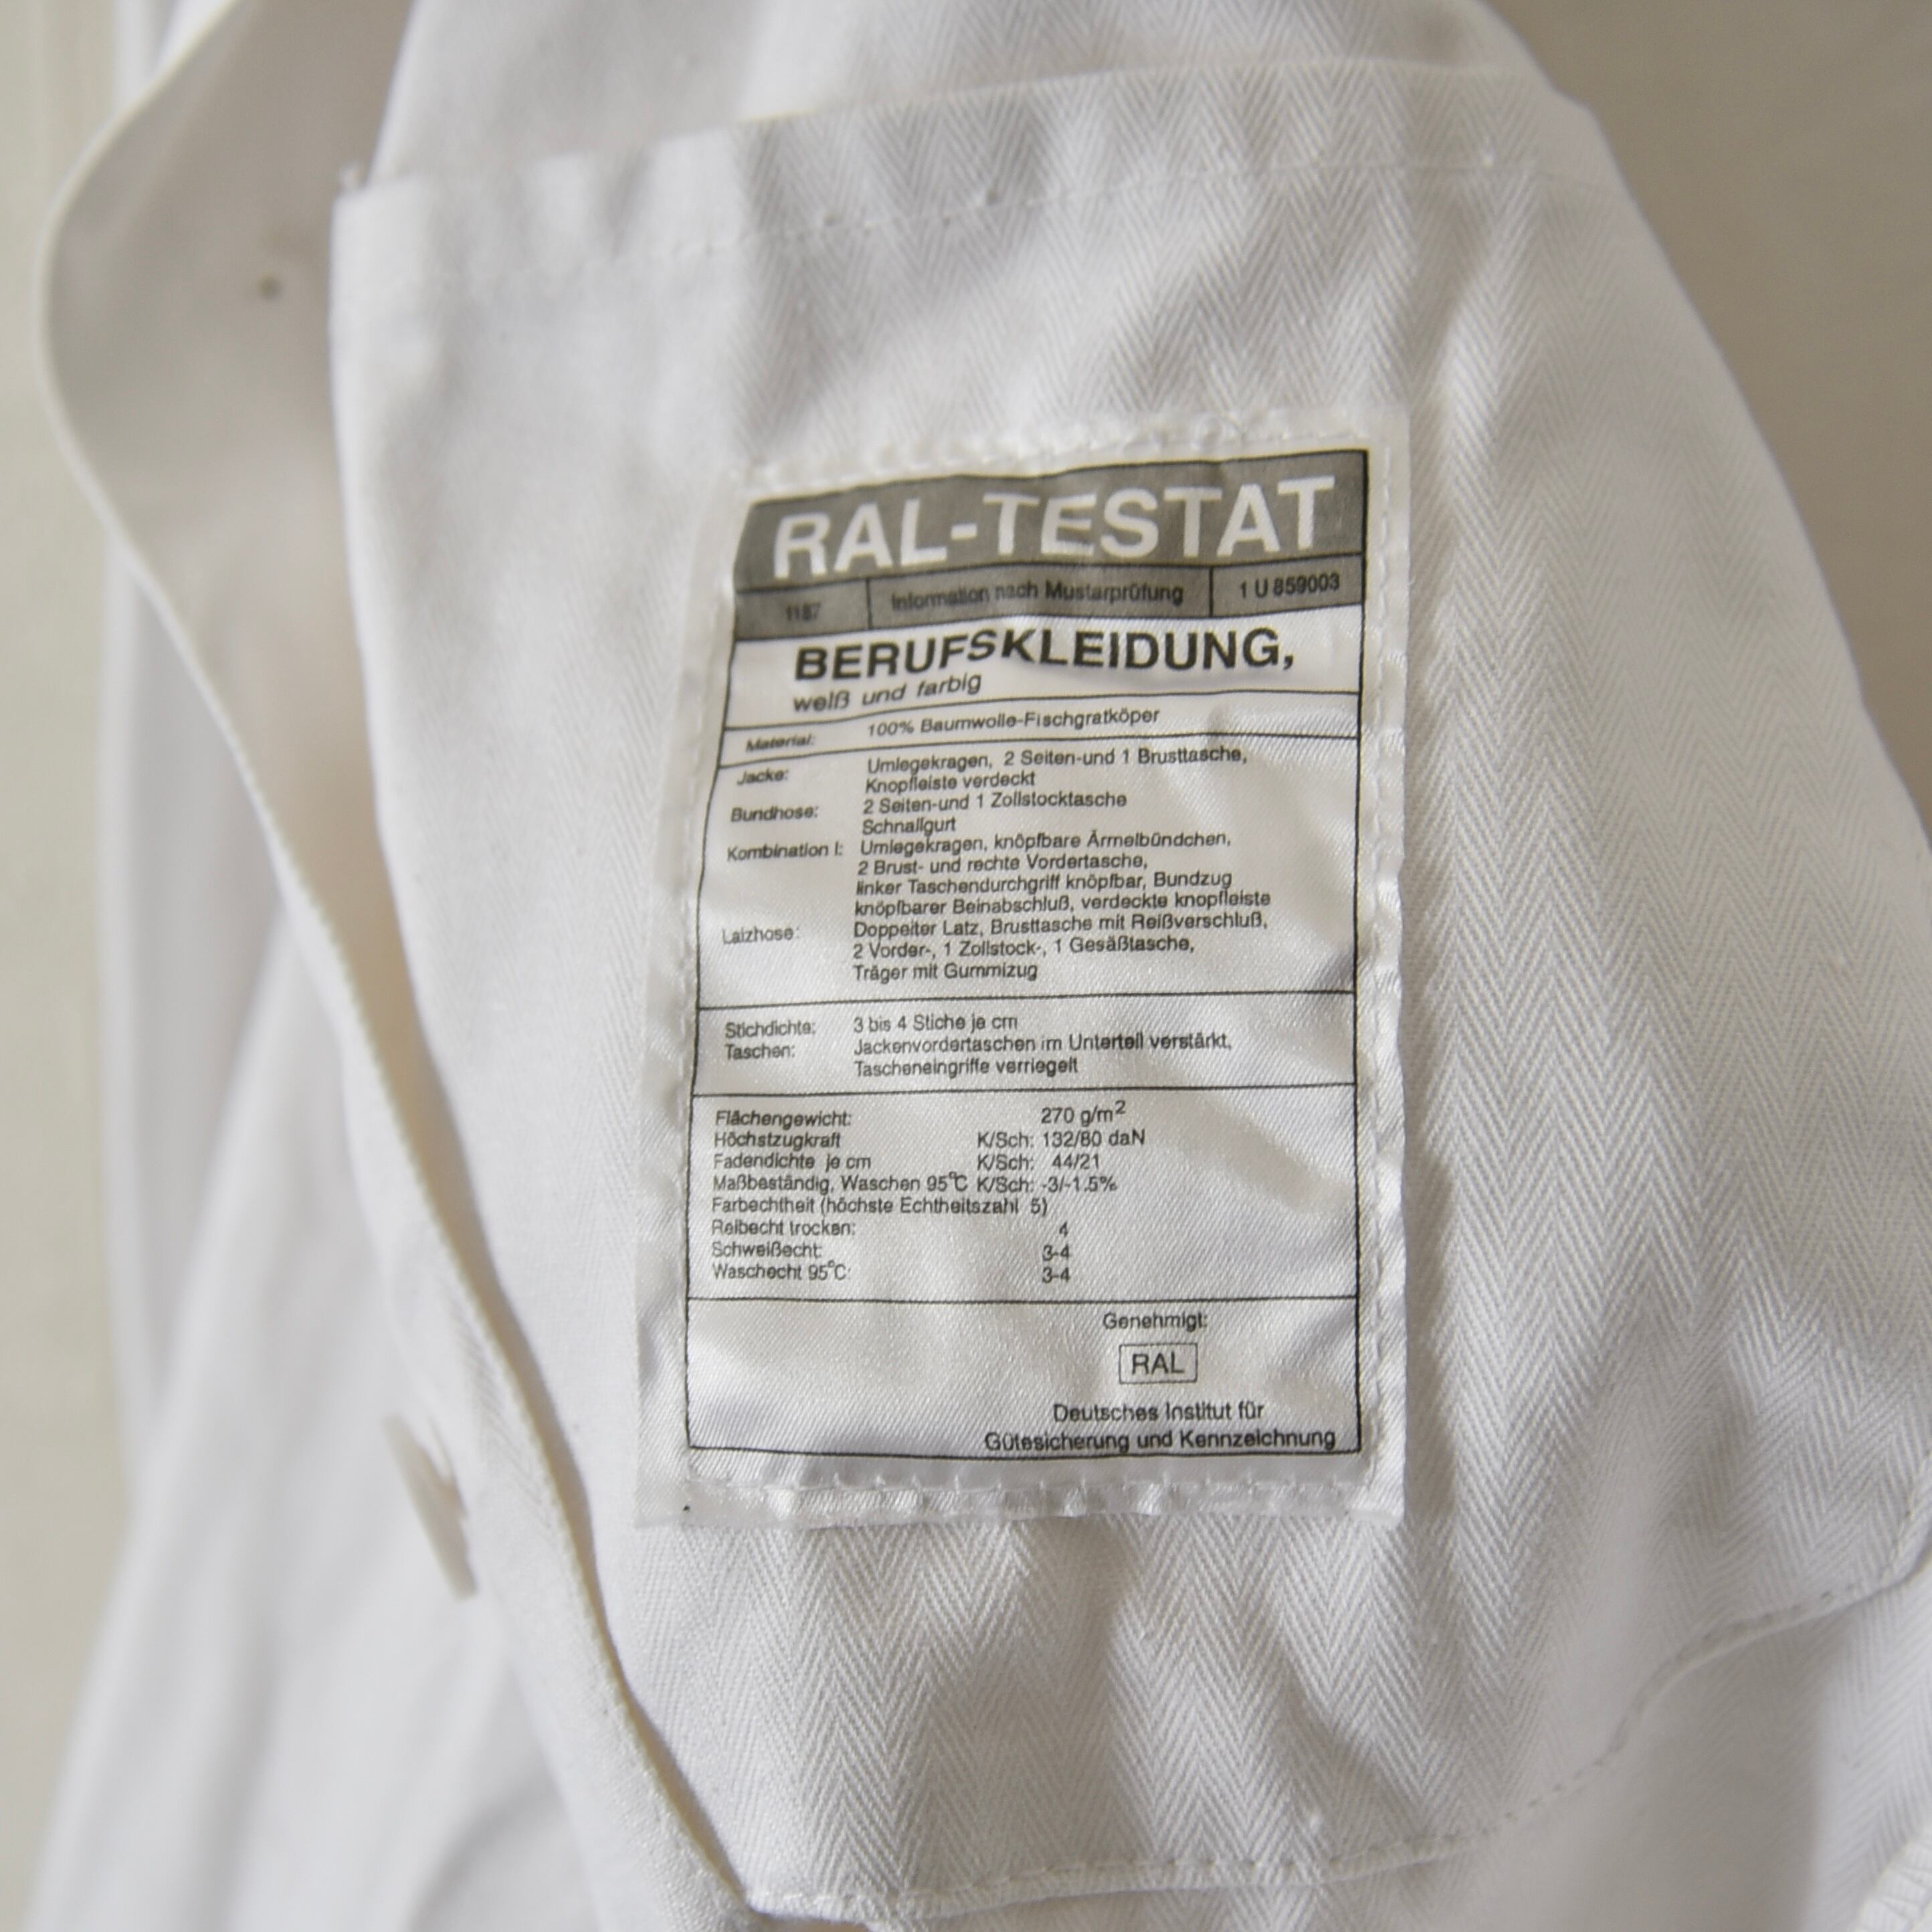 RAL-TESTAT
1187 Information nach Musterprüfung 1 U 859003
BERUFSKLEIDUNG,
weiß und farbig
Material: 100% Baumwolle-Fischgratköper
Jacke: Umlegekragen, 2 Seiten-und 1 Brusttasche,
Knopfleiste verdeckt
Bundhose: 2 Seiten-und 1 Zollstocktasche
Schnallgurt
Kombination I: Umlegekragen, knöpfbare Ärmelbündchen,
2 Brust- und rechte Vordertasche,
linker Taschendurchgriff knöpfbar, Bundzug
knöpfbarer Beinabschluß, verdeckte knopfleiste
Latzhose: Doppelter Latz, Brusttasche mit Reißverschluß,
2 Vorder-, 1 Zollstock-, 1 Gesäßtasche,
Träger mit Gummizug
Stichdichte: 3 bis 4 Stiche je cm
Taschen: Jackenvordertaschen im Unterteil verstärkt,
Tascheneingriffe verriegelt
Flächengewicht: 270 g/m²
Höchstzugkraft K/Sch: 132/80 daN
Fadendichte je cm K/Sch: 44/21
Maßbeständig, Waschen 95°C K/Sch: -3/-1.5%
Farbechtheit (höchste Echtheitszahl 5)
Reibecht trocken: 4
Schweißecht: 3-4
Waschecht 95°C: 3-4
Genehmigt:
RAL
Deutsches Institut für
Gütesicherung und Kennzeichnung